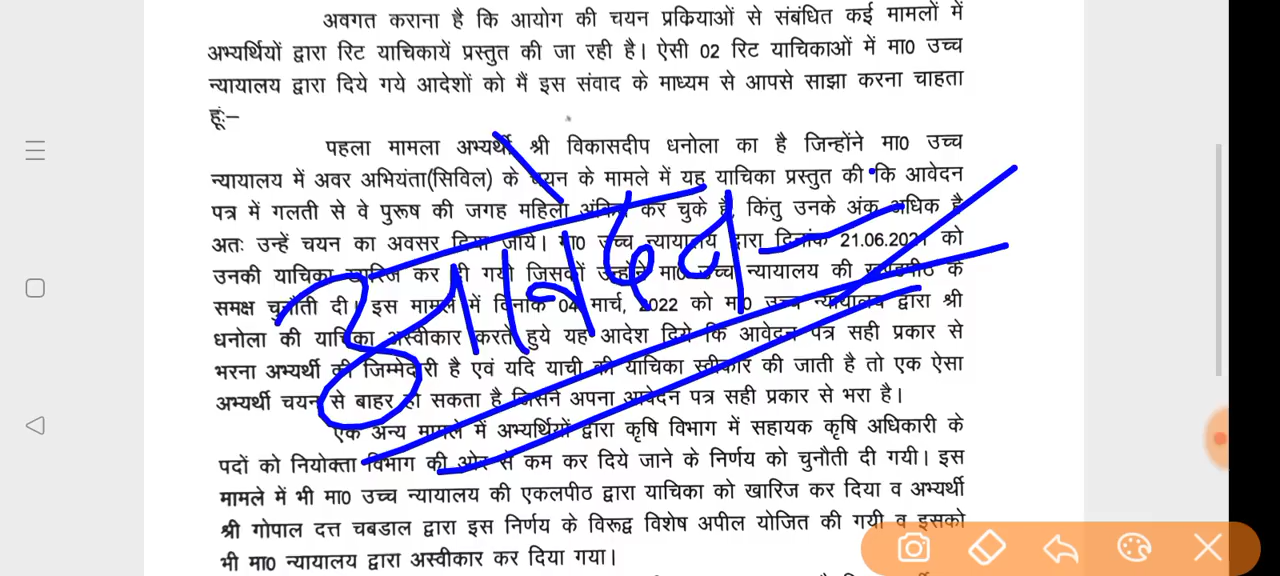 अवगत कराना है कि आयोग की चयन प्रक्रियाओं से संबंधित कई मामलों में
अभ्यर्थियों द्वारा रिट याचिकायें प्रस्तुत की जा रही है। ऐसी 02 रिट याचिकाओं में मा0 उच्च
न्यायालय द्वारा दिये गये आदेशों को मैं इस संवाद के माध्यम से आपसे साझा करना चाहता
हूं:–
पहला मामला अभ्यर्थी श्री विकासदीप धनोला का है जिन्होंने मा0 उच्च
न्यायालय में अवर अभियंता(सिविल) के चयन के मामले में यह याचिका प्रस्तुत की कि आवेदन
पत्र में गलती से वे पुरूष की जगह महिला अंकित कर चुके है, किंतु उनके अंक अधिक है
अतः उन्हें चयन का अवसर दिया जाये। मा0 उच्च न्यायालय द्वारा दिनांक 21.06.2021 को
उनकी याचिका खारिज कर दी गयी जिसको उन्होंने मा0 उच्च न्यायालय की खण्डपीठ के
समक्ष चुनौती दी। इस मामले में दिनांक 04 मार्च, 2022 को मा0 उच्च न्यायालय द्वारा श्री
धनोला की याचिका अस्वीकार करते हुये यह आदेश दिये कि आवेदन पत्र सही प्रकार से
भरना अभ्यर्थी की जिम्मेदारी है एवं यदि याची की याचिका स्वीकार की जाती है तो एक ऐसा
अभ्यर्थी चयन से बाहर हो सकता है जिसने अपना आवेदन पत्र सही प्रकार से भरा है।
आवेदन
एक अन्य मामले में अभ्यर्थियों द्वारा कृषि विभाग में सहायक कृषि अधिकारी के
पदों को नियोक्ता विभाग की ओर से कम कर दिये जाने के निर्णय को चुनौती दी गयी। इस
मामले में भी मा0 उच्च न्यायालय की एकलपीठ द्वारा याचिका को खारिज कर दिया व अभ्यर्थी
श्री गोपाल दत्त चबडाल द्वारा इस निर्णय के विरूद्व विशेष अपील योजित की गयी व इसको
भी मा0 न्यायालय द्वारा अस्वीकार कर दिया गया।